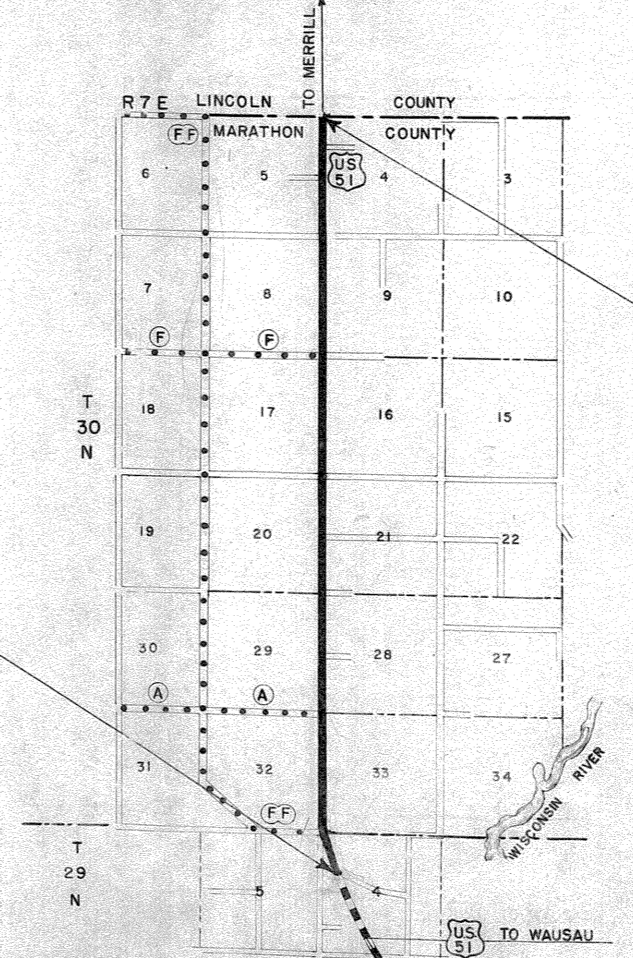 TO MERRILL
R 7 E LINCOLN COUNTY
FF MARATHON COUNTY
US 51
6 5 4 3
7 8 9 10
F F
T 30 N
18 17 16 15
19 20 21 22
30 29 28 27
A A
31 32 33 34
WISCONSIN RIVER
FF
T 29 N
5 4
US 51 TO WAUSAU